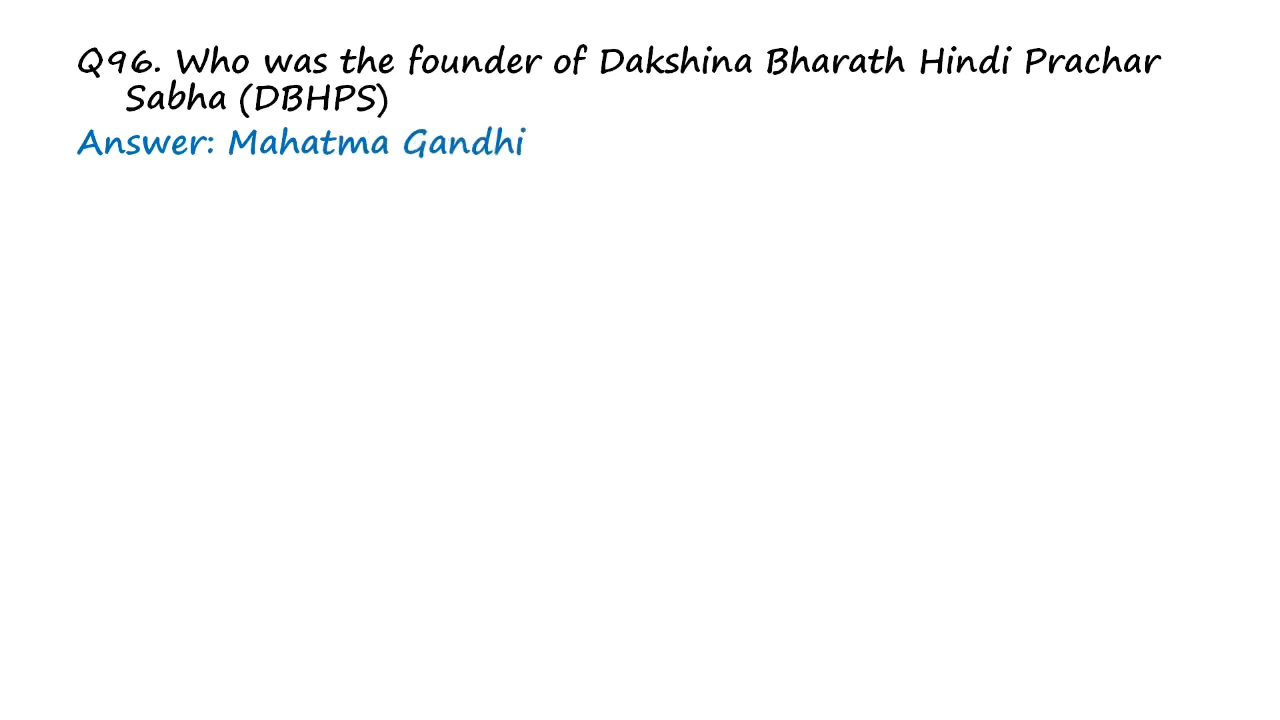 Q96. Who was the founder of Dakshina Bharath Hindi Prachar
Sabha (DBHPS)
Answer: Mahatma Gandhi